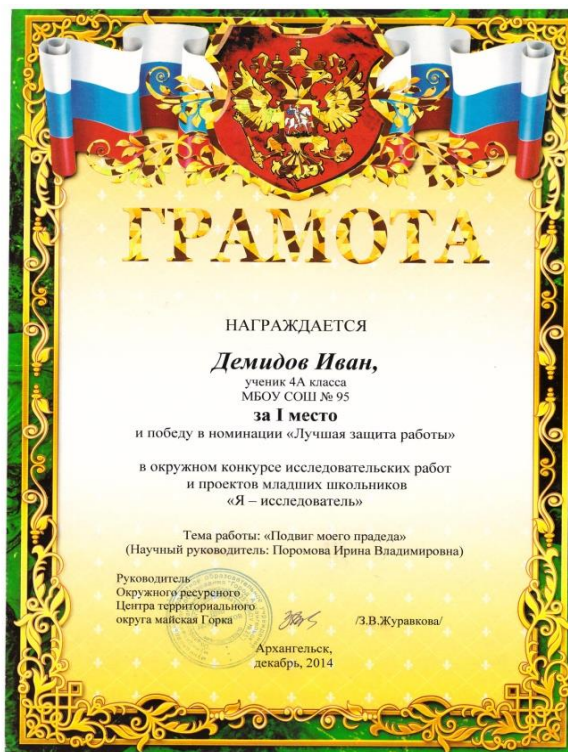 ГРАМОТА
НАГРАЖДАЕТСЯ
Демидов Иван,
ученик 4А класса
МБОУ СОШ № 95
за I место
и победу в номинации «Лучшая защита работы»
в окружном конкурсе исследовательских работ
и проектов младших школьников
«Я – исследователь»
Тема работы: «Подвиг моего прадеда»
(Научный руководитель: Поромова Ирина Владимировна)
Руководитель
Окружного ресурсного
Центра территориального
округа майская Горка /З.В.Журавкова/
Архангельск,
декабрь, 2014